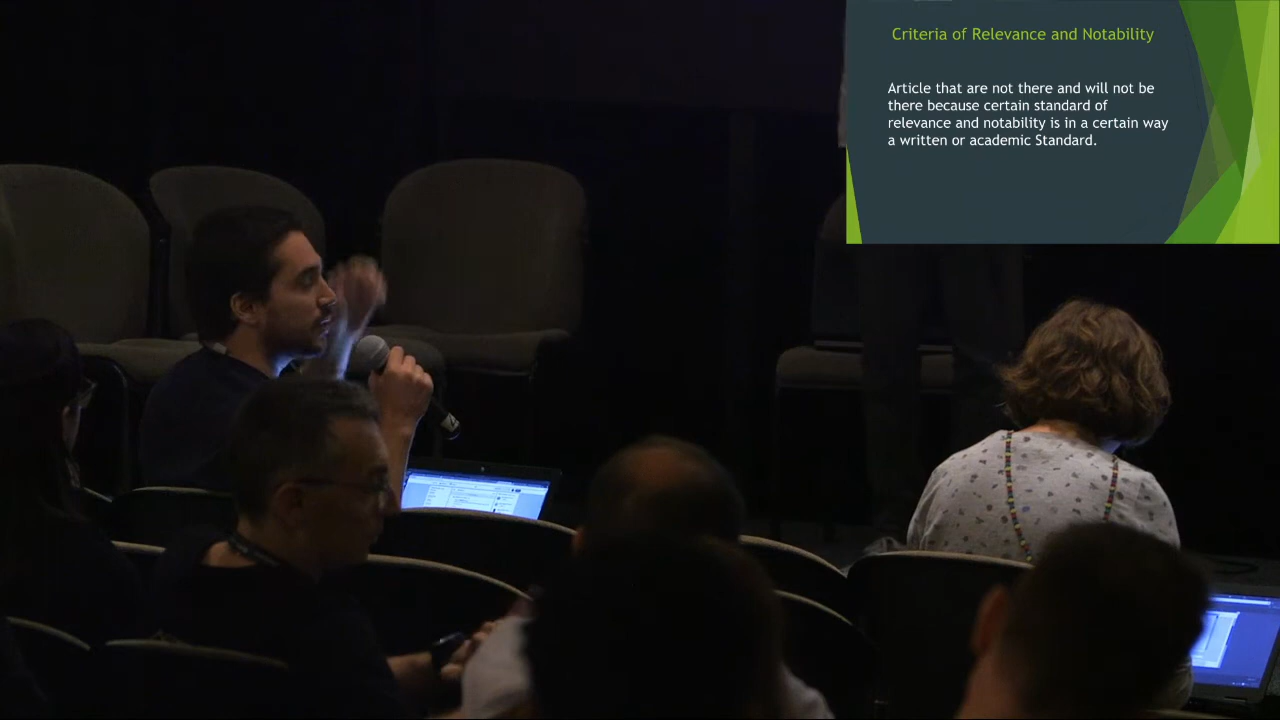 Criteria of Relevance and Notability
Article that are not there and will not be
there because certain standard of
relevance and notability is in a certain way
a written or academic Standard.